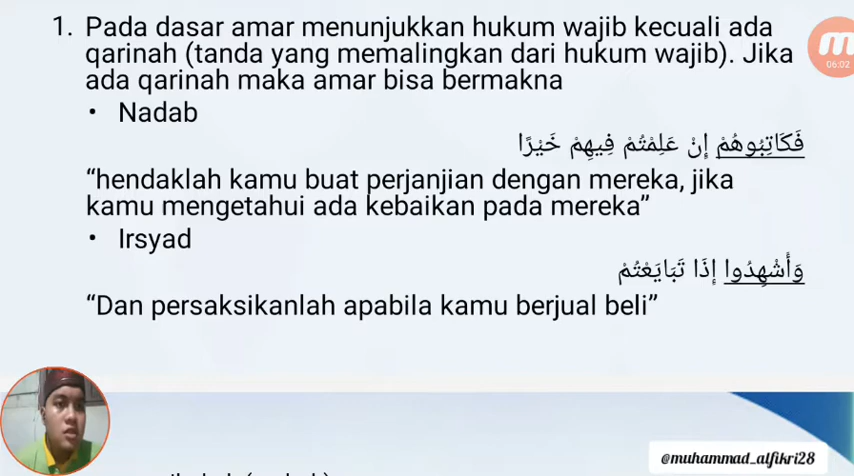 1. Pada dasar amar menunjukkan hukum wajib kecuali ada
qarinah (tanda yang memalingkan dari hukum wajib). Jika
ada qarinah maka amar bisa bermakna
• Nadab
فَكَاتِبُوهُمْ إِنْ عَلِمْتُمْ فِيهِمْ خَيْرًا
“hendaklah kamu buat perjanjian dengan mereka, jika
kamu mengetahui ada kebaikan pada mereka”
• Irsyad
وَأَشْهِدُوا إِذَا تَبَايَعْتُمْ
“Dan persaksikanlah apabila kamu berjual beli”
06:02
@muhammad_alfikri28